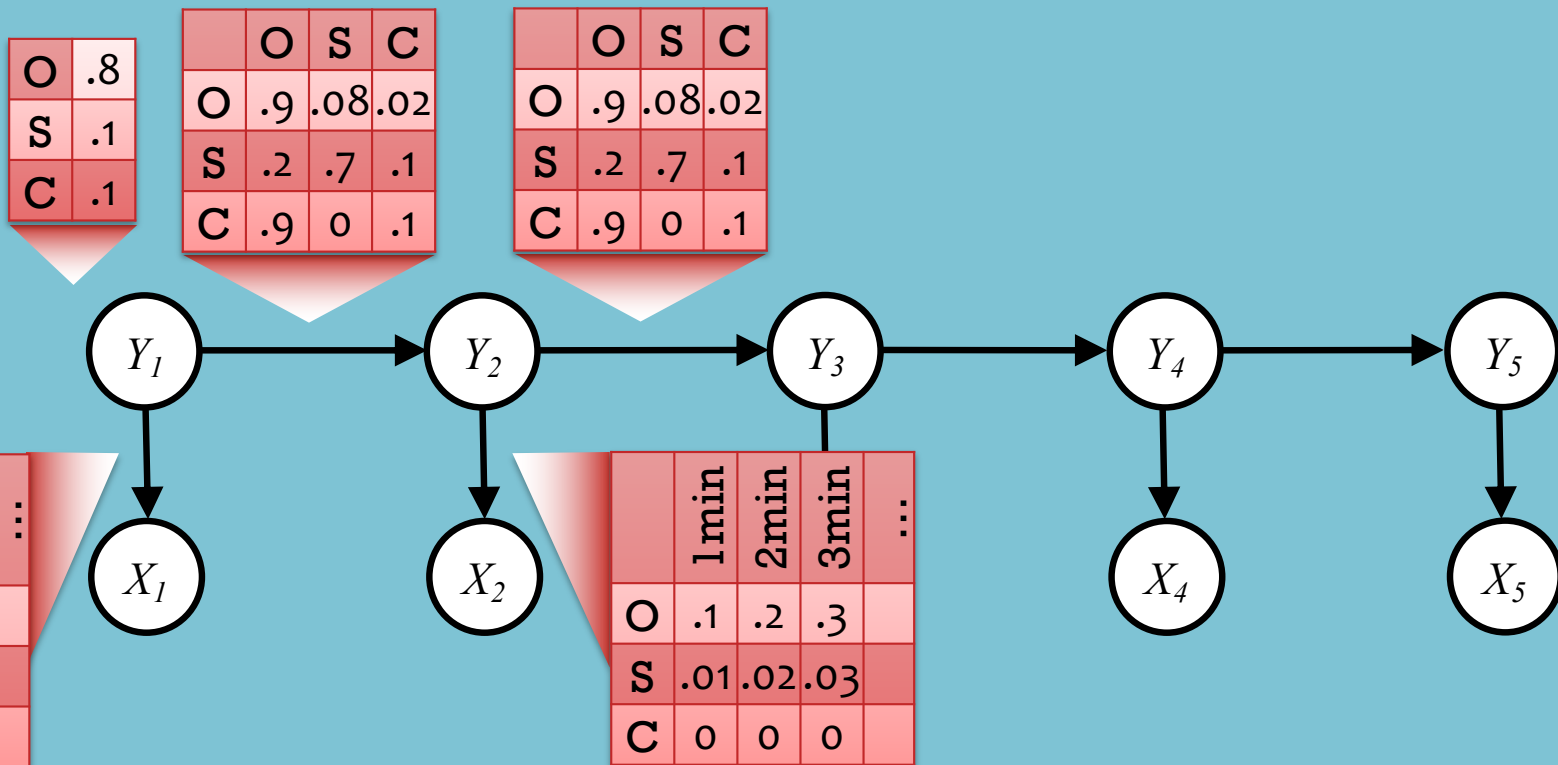 O .8
S .1
C .1
O S C
O .9 .08 .02
S .2 .7 .1
C .9 0 .1
O S C
O .9 .08 .02
S .2 .7 .1
C .9 0 .1
Y1 Y2 Y3 Y4 Y5
…
X1 X2 X4 X5
1min 2min 3min …
O .1 .2 .3
S .01 .02 .03
C 0 0 0